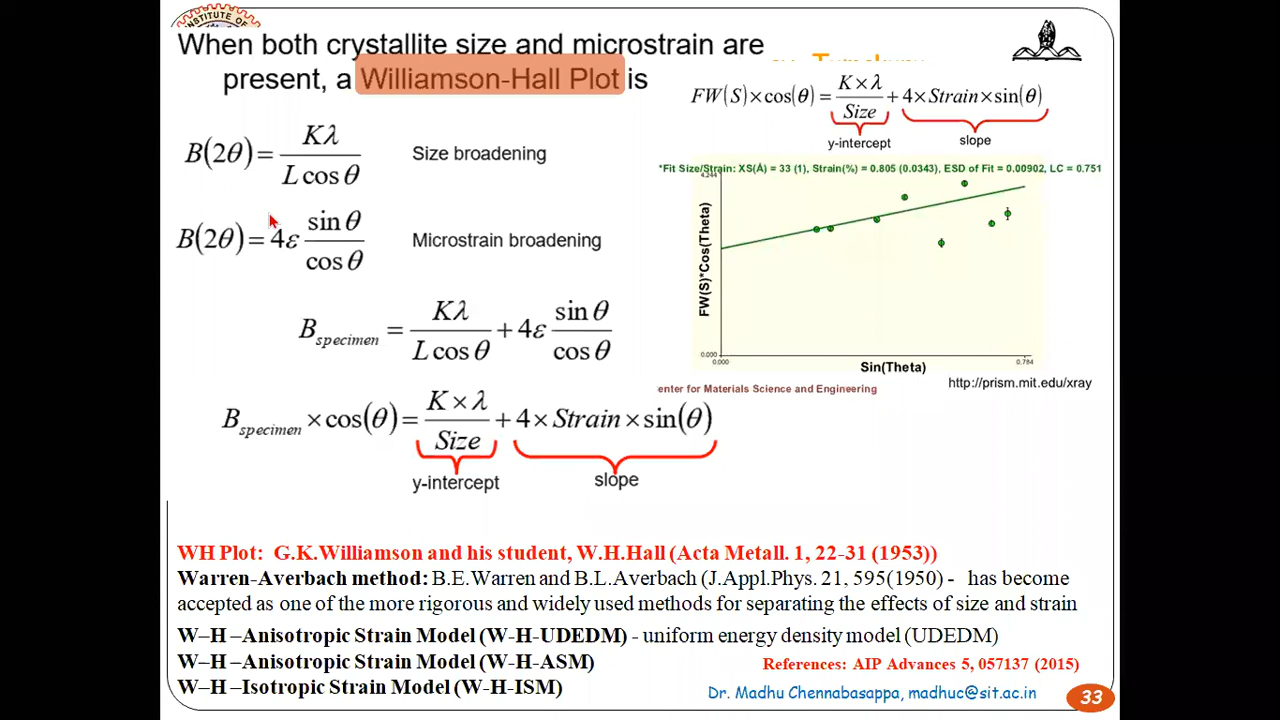 INSTITUTE OF
When both crystallite size and microstrain are
present, a Williamson-Hall Plot is
B(2θ) = Kλ / L cos θ
Size broadening
B(2θ) = 4ε sin θ / cos θ
Microstrain broadening
B_specimen = Kλ / L cos θ + 4ε sin θ / cos θ
B_specimen × cos(θ) = K × λ / Size + 4 × Strain × sin(θ)
y-intercept
slope
FW(S) × cos(θ) = K × λ / Size + 4 × Strain × sin(θ)
y-intercept
slope
*Fit Size/Strain: XS(Å) = 33 (1), Strain(%) = 0.805 (0.0343), ESD of Fit = 0.00902, LC = 0.751
4.244
FW(S)*Cos(Theta)
0.000
0.000
0.784
Sin(Theta)
http://prism.mit.edu/xray
enter for Materials Science and Engineering
WH Plot: G.K.Williamson and his student, W.H.Hall (Acta Metall. 1, 22-31 (1953))
Warren-Averbach method: B.E.Warren and B.L.Averbach (J.Appl.Phys. 21, 595(1950) - has become
accepted as one of the more rigorous and widely used methods for separating the effects of size and strain
W–H –Anisotropic Strain Model (W-H-UDEDM) - uniform energy density model (UDEDM)
W–H –Anisotropic Strain Model (W-H-ASM)
References: AIP Advances 5, 057137 (2015)
W–H –Isotropic Strain Model (W-H-ISM)
Dr. Madhu Chennabasappa, madhuc@sit.ac.in
33